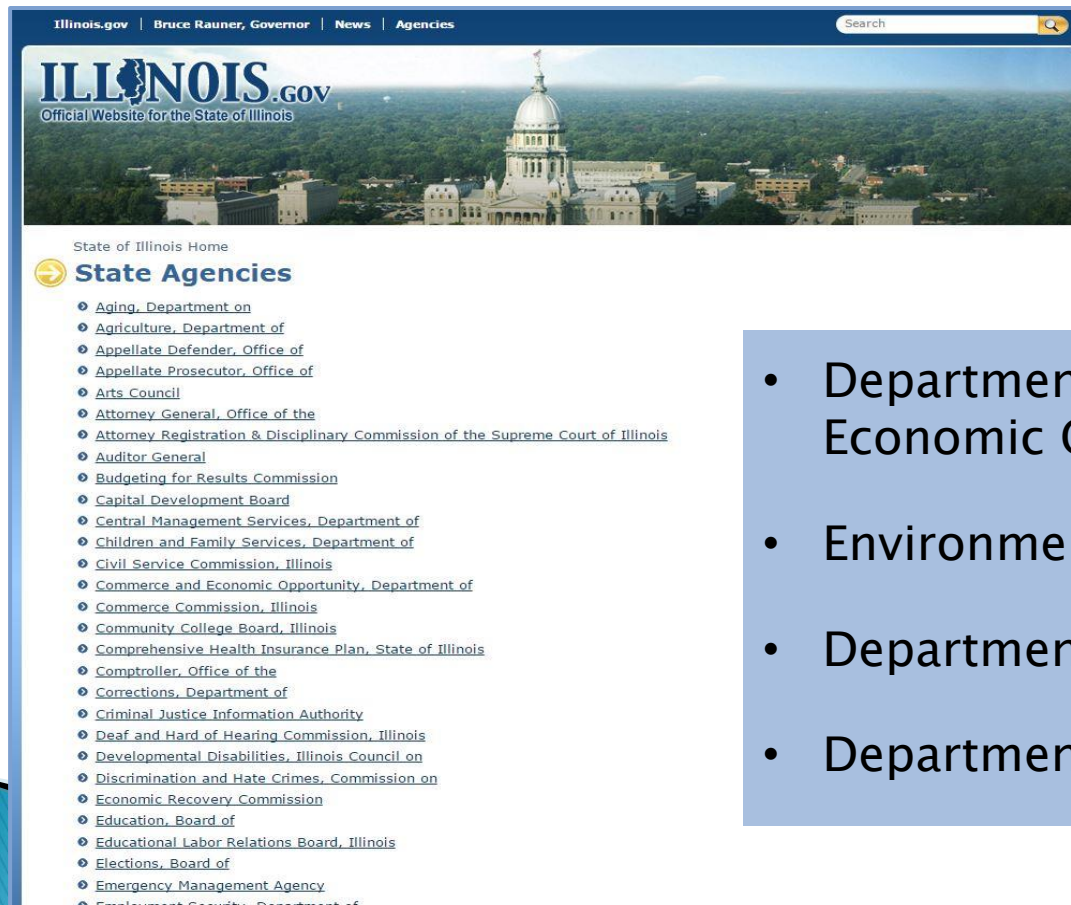 Illinois.gov | Bruce Rauner, Governor | News | Agencies
Search
ILLINOIS.GOV
Official Website for the State of Illinois
State of Illinois Home
State Agencies
Aging, Department on
Agriculture, Department of
Appellate Defender, Office of
Appellate Prosecutor, Office of
Arts Council
Attorney General, Office of the
Attorney Registration & Disciplinary Commission of the Supreme Court of Illinois
Auditor General
Budgeting for Results Commission
Capital Development Board
Central Management Services, Department of
Children and Family Services, Department of
Civil Service Commission, Illinois
Commerce and Economic Opportunity, Department of
Commerce Commission, Illinois
Community College Board, Illinois
Comprehensive Health Insurance Plan, State of Illinois
Comptroller, Office of the
Corrections, Department of
Criminal Justice Information Authority
Deaf and Hard of Hearing Commission, Illinois
Developmental Disabilities, Illinois Council on
Discrimination and Hate Crimes, Commission on
Economic Recovery Commission
Education, Board of
Educational Labor Relations Board, Illinois
Elections, Board of
Emergency Management Agency
Employment Security, Department of
• Departmen
Economic
• Environme
• Departmen
• Departmen